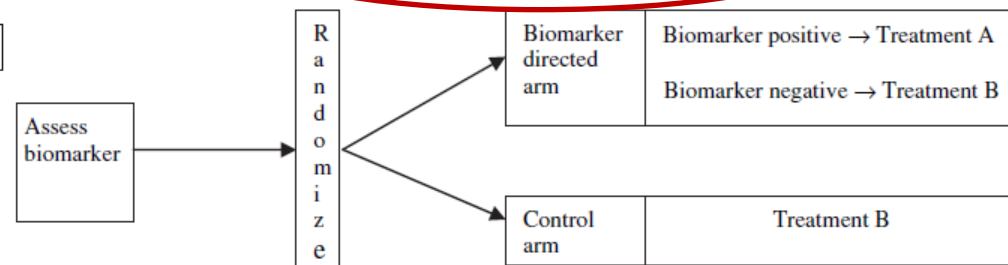 Assess
biomarker
R
a
n
d
o
m
i
z
e
Biomarker
directed
arm
Biomarker positive → Treatment A
Biomarker negative → Treatment B
Control
arm
Treatment B